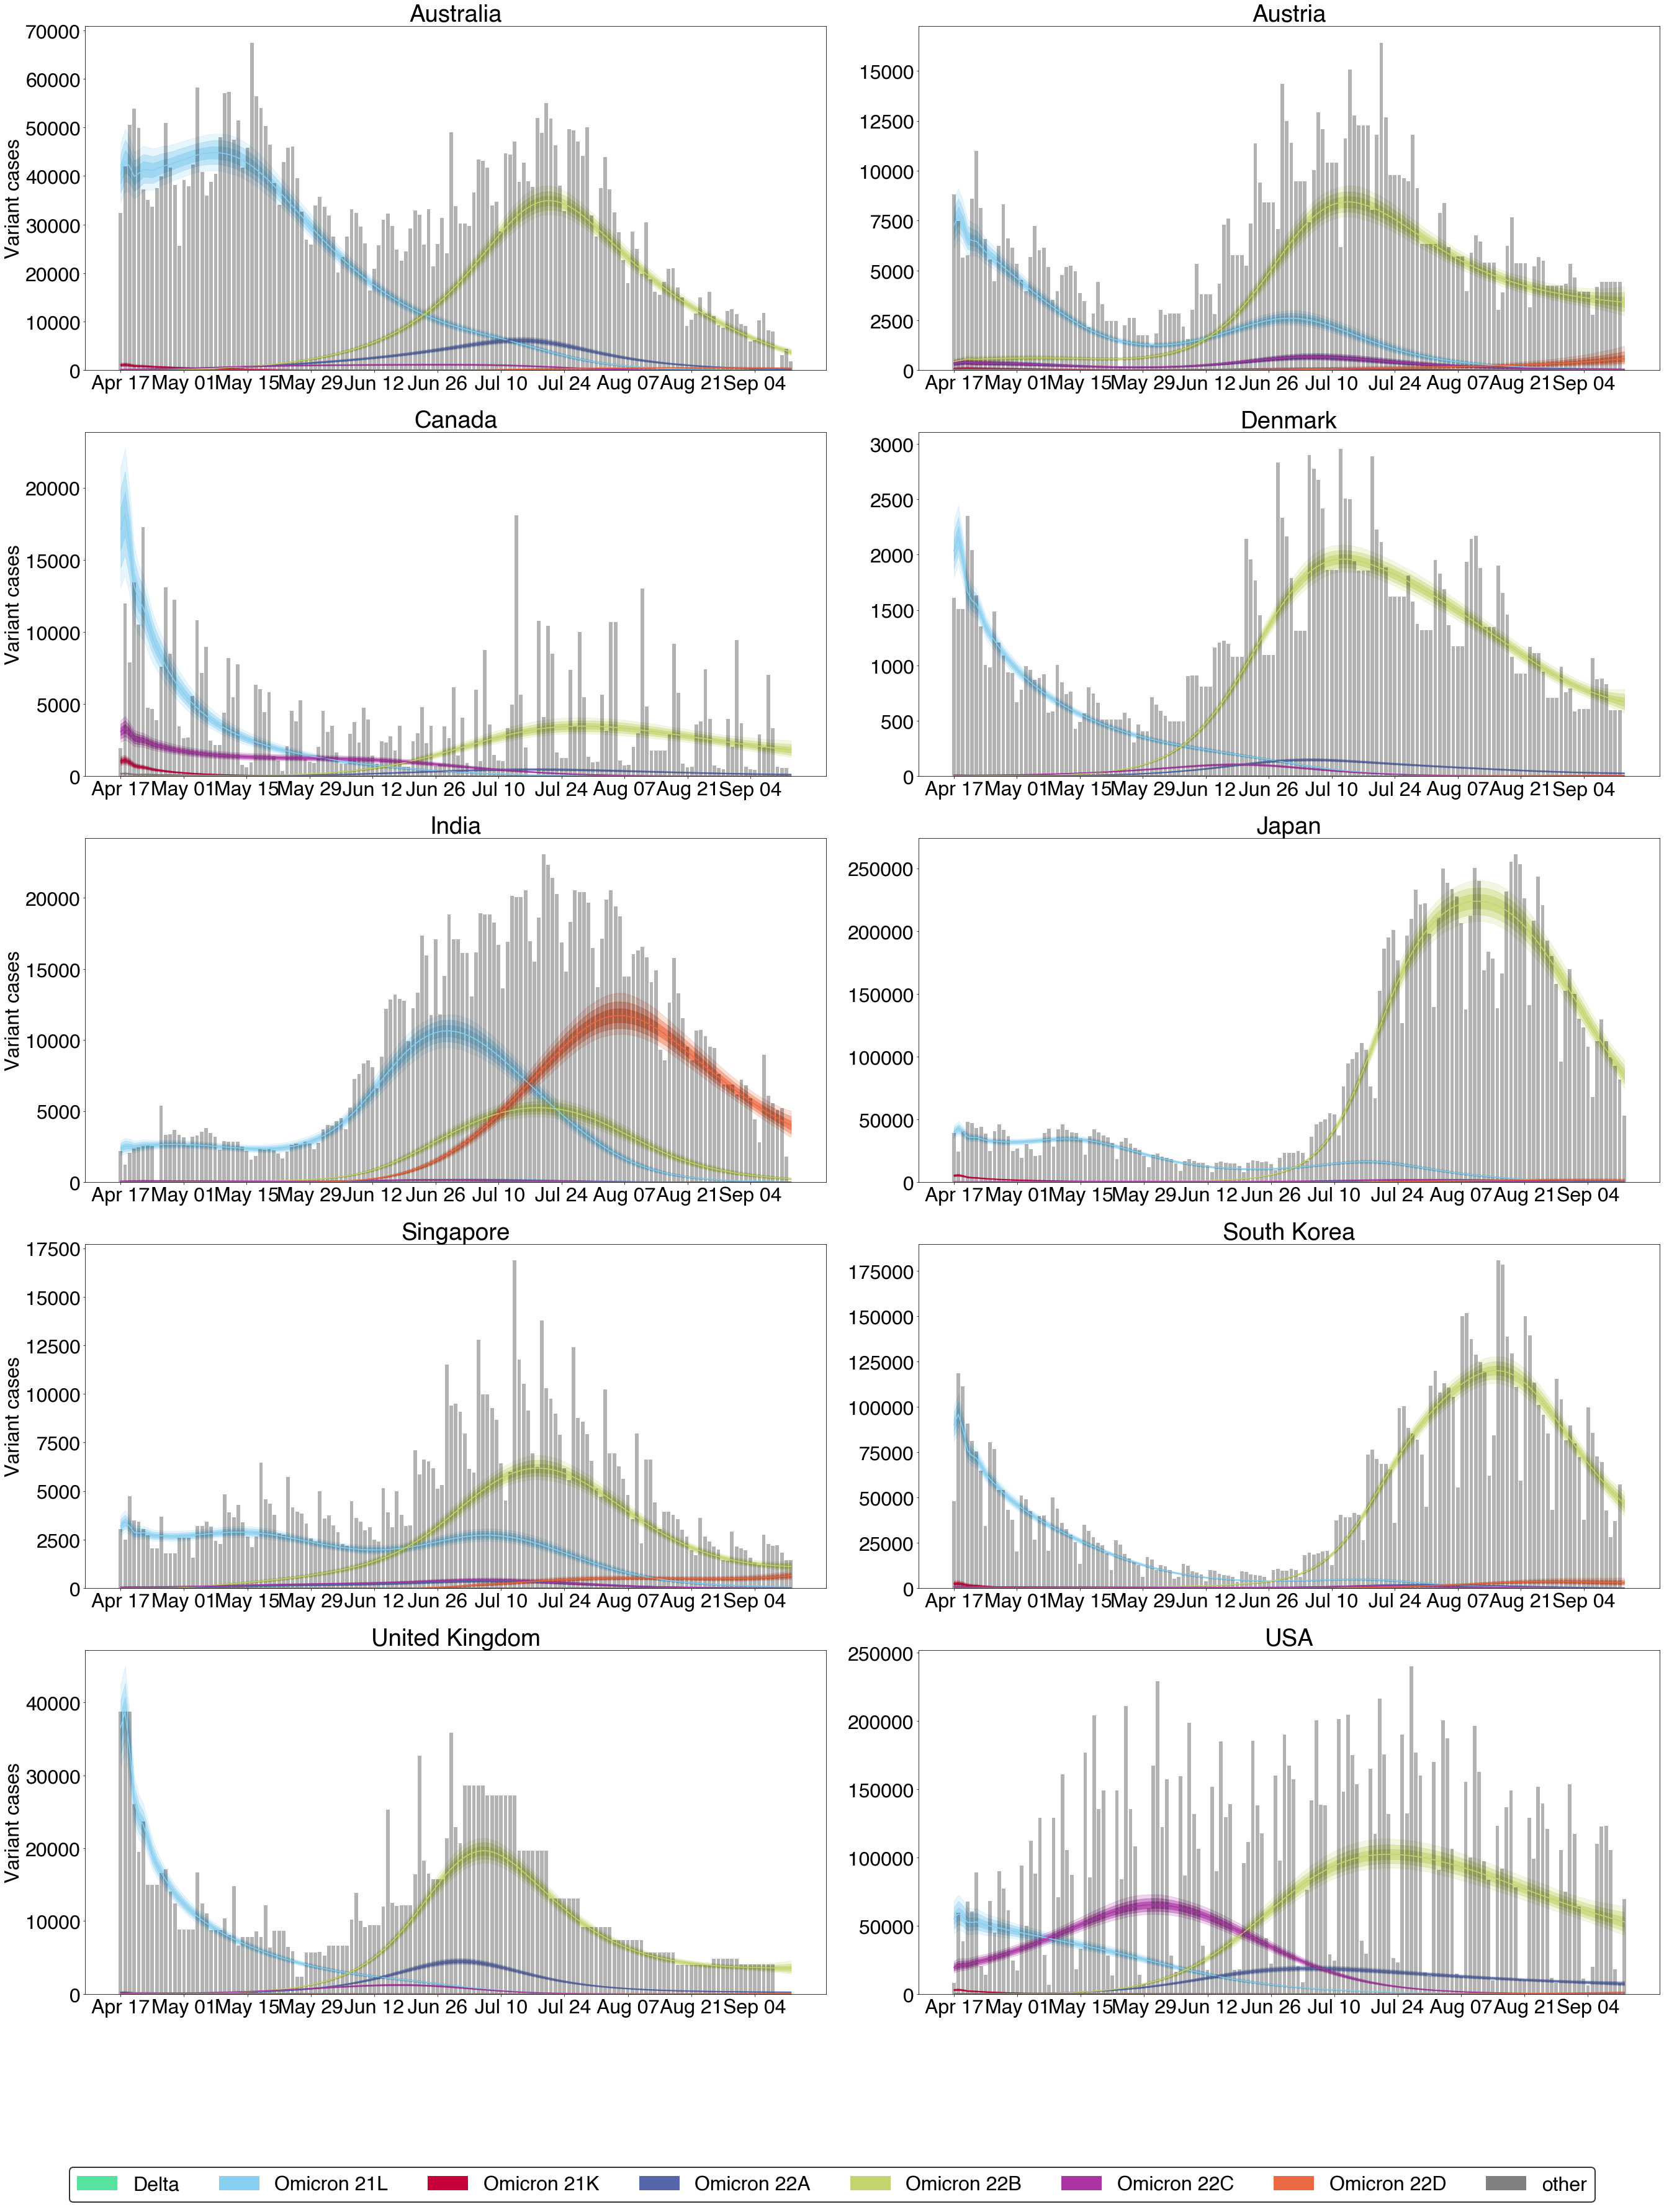 Australia
Variant cases
70000
60000
50000
40000
30000
20000
10000
0
Apr 17 May 01 May 15 May 29 Jun 12 Jun 26 Jul 10 Jul 24 Aug 07 Aug 21 Sep 04
Austria
15000
12500
10000
7500
5000
2500
0
Apr 17 May 01 May 15 May 29 Jun 12 Jun 26 Jul 10 Jul 24 Aug 07 Aug 21 Sep 04
Canada
Variant cases
20000
15000
10000
5000
0
Apr 17 May 01 May 15 May 29 Jun 12 Jun 26 Jul 10 Jul 24 Aug 07 Aug 21 Sep 04
Denmark
3000
2500
2000
1500
1000
500
0
Apr 17 May 01 May 15 May 29 Jun 12 Jun 26 Jul 10 Jul 24 Aug 07 Aug 21 Sep 04
India
Variant cases
20000
15000
10000
5000
0
Apr 17 May 01 May 15 May 29 Jun 12 Jun 26 Jul 10 Jul 24 Aug 07 Aug 21 Sep 04
Japan
250000
200000
150000
100000
50000
0
Apr 17 May 01 May 15 May 29 Jun 12 Jun 26 Jul 10 Jul 24 Aug 07 Aug 21 Sep 04
Singapore
Variant cases
17500
15000
12500
10000
7500
5000
2500
0
Apr 17 May 01 May 15 May 29 Jun 12 Jun 26 Jul 10 Jul 24 Aug 07 Aug 21 Sep 04
South Korea
175000
150000
125000
100000
75000
50000
25000
0
Apr 17 May 01 May 15 May 29 Jun 12 Jun 26 Jul 10 Jul 24 Aug 07 Aug 21 Sep 04
United Kingdom
Variant cases
40000
30000
20000
10000
0
Apr 17 May 01 May 15 May 29 Jun 12 Jun 26 Jul 10 Jul 24 Aug 07 Aug 21 Sep 04
USA
250000
200000
150000
100000
50000
0
Apr 17 May 01 May 15 May 29 Jun 12 Jun 26 Jul 10 Jul 24 Aug 07 Aug 21 Sep 04
Delta Omicron 21L Omicron 21K Omicron 22A Omicron 22B Omicron 22C Omicron 22D other